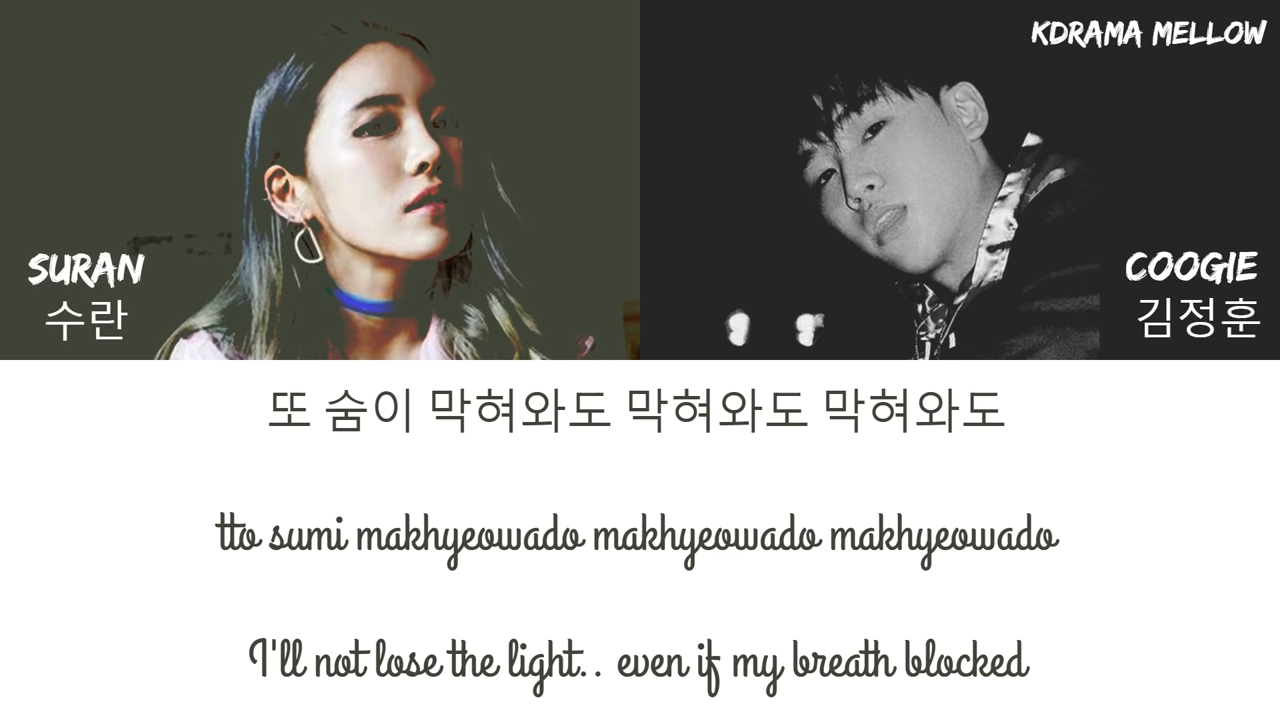 KDRAMA MELLOW
SURAN
수란
COOGIE
김정훈
또 숨이 막혀와도 막혀와도 막혀와도
tto sumi makhyeowado makhyeowado makhyeowado
I'll not lose the light.. even if my breath blocked